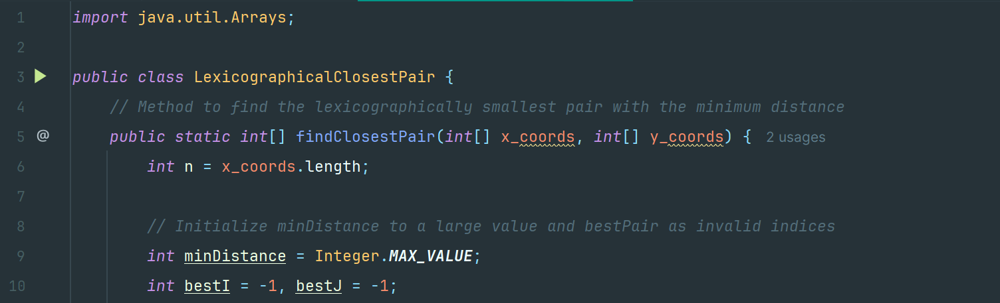 1 import java.util.Arrays;
2
3 public class LexicographicalClosestPair {
4 // Method to find the lexicographically smallest pair with the minimum distance
5 @ public static int[] findClosestPair(int[] x_coords, int[] y_coords) { 2 usages
6 int n = x_coords.length;
7
8 // Initialize minDistance to a large value and bestPair as invalid indices
9 int minDistance = Integer.MAX_VALUE;
10 int bestI = -1, bestJ = -1;